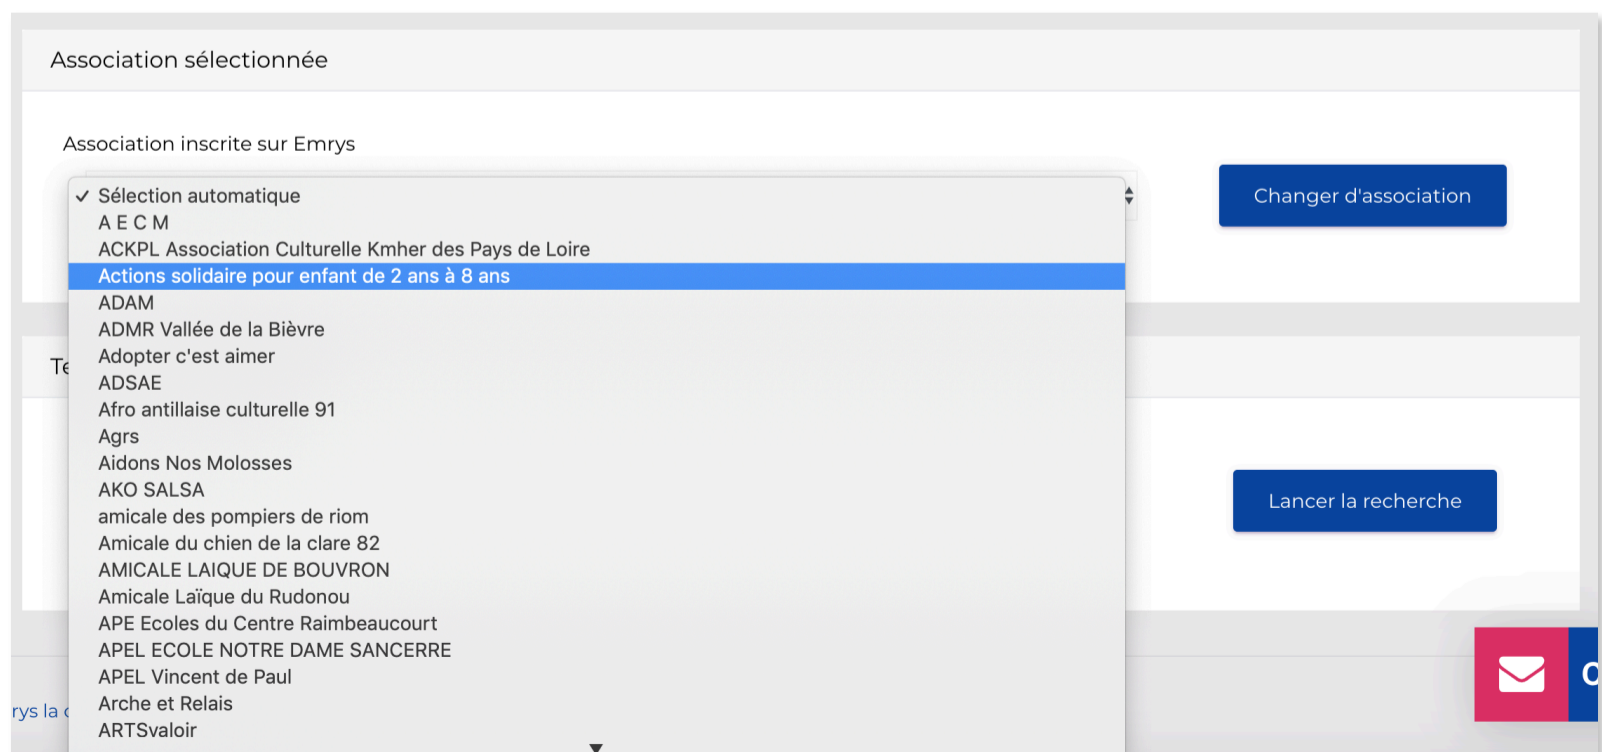 Association sélectionnée
Association inscrite sur Emrys
✓ Sélection automatique
A E C M
ACKPL Association Culturelle Kmher des Pays de Loire
Actions solidaire pour enfant de 2 ans à 8 ans
ADAM
ADMR Vallée de la Bièvre
Adopter c'est aimer
ADSAE
Afro antillaise culturelle 91
Agrs
Aidons Nos Molosses
AKO SALSA
amicale des pompiers de riom
Amicale du chien de la clare 82
AMICALE LAIQUE DE BOUVRON
Amicale Laïque du Rudonou
APE Ecoles du Centre Raimbeaucourt
APEL ECOLE NOTRE DAME SANCERRE
APEL Vincent de Paul
Arche et Relais
ARTSvaloir
Changer d'association
Lancer la recherche
rys la